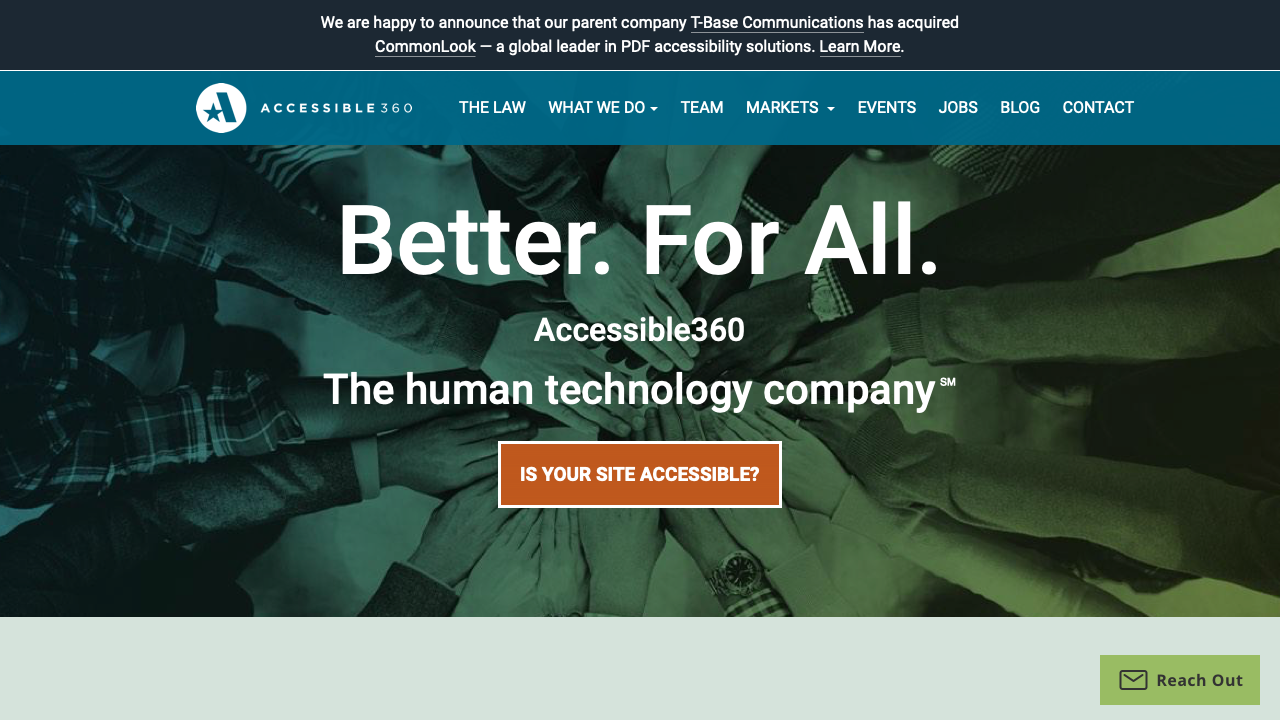 We are happy to announce that our parent company T-Base Communications has acquired
CommonLook — a global leader in PDF accessibility solutions. Learn More.
ACCESSIBLE360
THE LAW WHAT WE DO TEAM MARKETS EVENTS JOBS BLOG CONTACT
Better. For All.
Accessible360
The human technology company SM
IS YOUR SITE ACCESSIBLE?
Reach Out